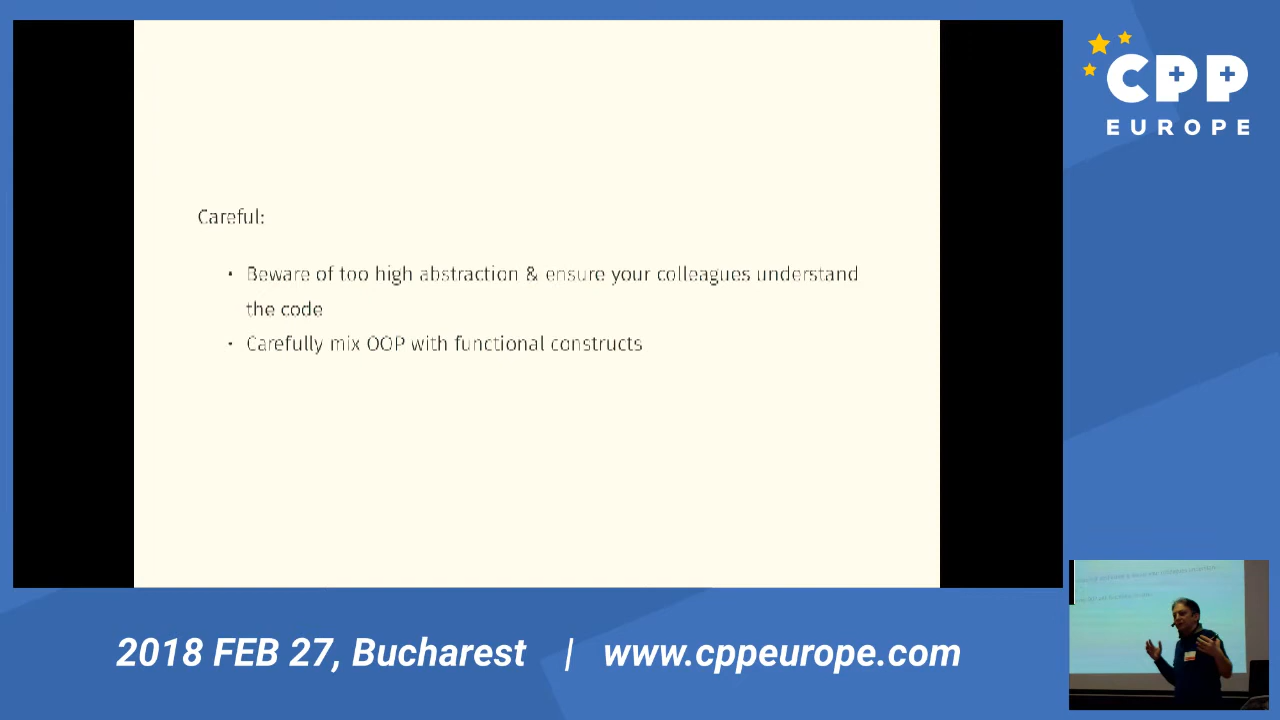 CPP
EUROPE
Careful:
• Beware of too high abstraction & ensure your colleagues understand
the code
• Carefully mix OOP with functional constructs
2018 FEB 27, Bucharest | www.cppeurope.com